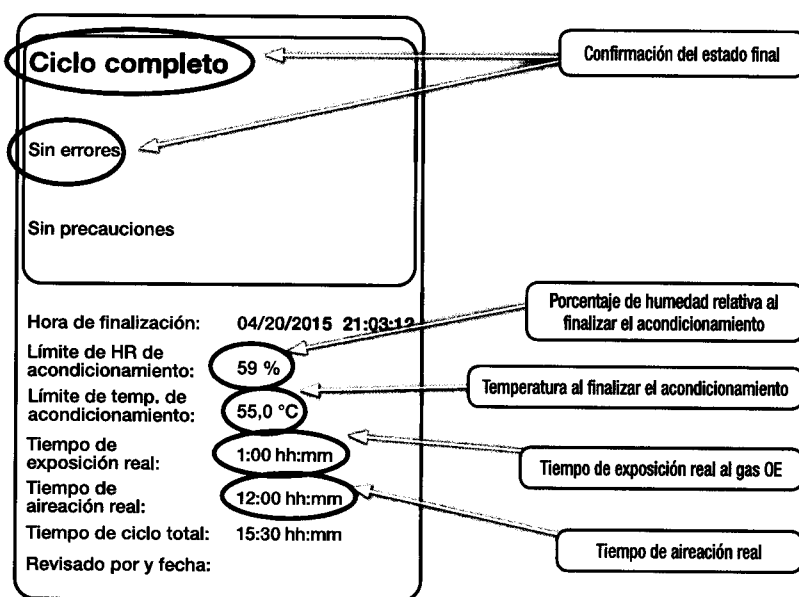 Ciclo completo
Confirmación del estado final
Sin errores
Sin precauciones
Porcentaje de humedad relativa al
finalizar el acondicionamiento
Hora de finalización: 04/20/2015 21:03:12
Límite de HR de
acondicionamiento: 59 %
Temperatura al finalizar el acondicionamiento
Límite de temp. de
acondicionamiento: 55,0 °C
Tiempo de
exposición real: 1:00 hh:mm
Tiempo de exposición real al gas OE
Tiempo de
aireación real: 12:00 hh:mm
Tiempo de ciclo total: 15:30 hh:mm
Tiempo de aireación real
Revisado por y fecha: